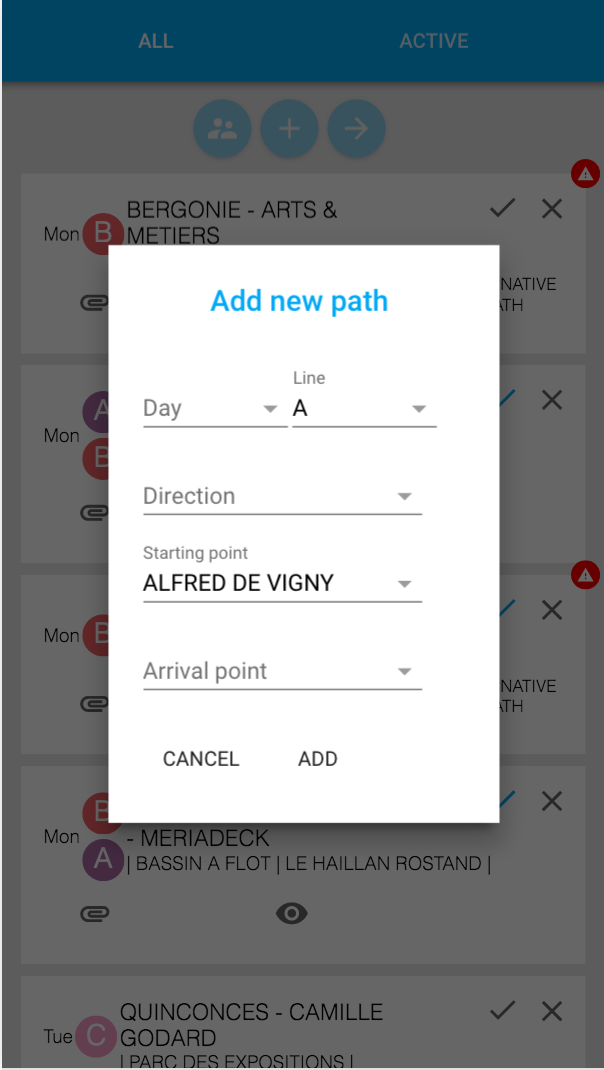 ALL ACTIVE
BERGONIE - ARTS &
Mon B METIERS
NATIVE
TH
Add new path
Line
Day A
A
Mon
B
Direction
Starting point
ALFRED DE VIGNY
Mon B
Arrival point
NATIVE
TH
CANCEL ADD
B
Mon - MERIADECK
A | BASSIN A FLOT | LE HAILLAN ROSTAND |
QUINCONCES - CAMILLE
Tue C GODARD
| PARC DES EXPOSITIONS |